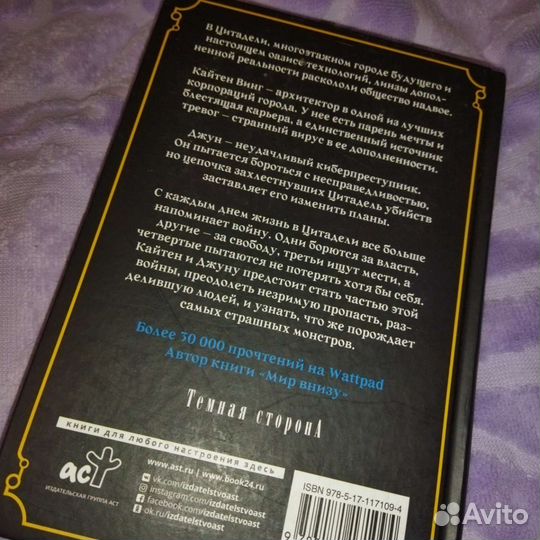 В Цитадели, многоэтажном городе будущего и
настоящем оазисе технологий, линзы допол-
ненной реальности раскололи общество надвое.
Кайтен Винг – архитектор в одной из лучших
корпораций города. У нее есть парень мечты и
блестящая карьера, а единственный источник
тревог – странный вирус в ее дополненности.
Джун – неудачливый киберпреступник.
Он пытается бороться с несправедливостью,
но цепочка захлестнувших Цитадель убийств
заставляет его изменить планы.
С каждым днем жизнь в Цитадели все больше
напоминает войну. Одни борются за власть,
другие – за свободу, третьи ищут мести, а
четвертые пытаются не потерять хотя бы себя.
Кайтен и Джуну предстоит стать частью этой
войны, преодолеть незримую пропасть, раз-
делившую людей, и узнать, что же порождает
самых страшных монстров.
Более 30 000 прочтений на Wattpad
Автор книги «Мир внизу»
Темная сторонА
книги для любого настроения здесь
аст
ИЗДАТЕЛЬСКАЯ ГРУППА АСТ
www.ast.ru | www.book24.ru
vk.com/izdatelstvoast
instagram.com/izdatelstvoast
facebook.com/izdatelstvoast
ok.ru/izdatelstvoast
ISBN 978-5-17-117109-4
Avito